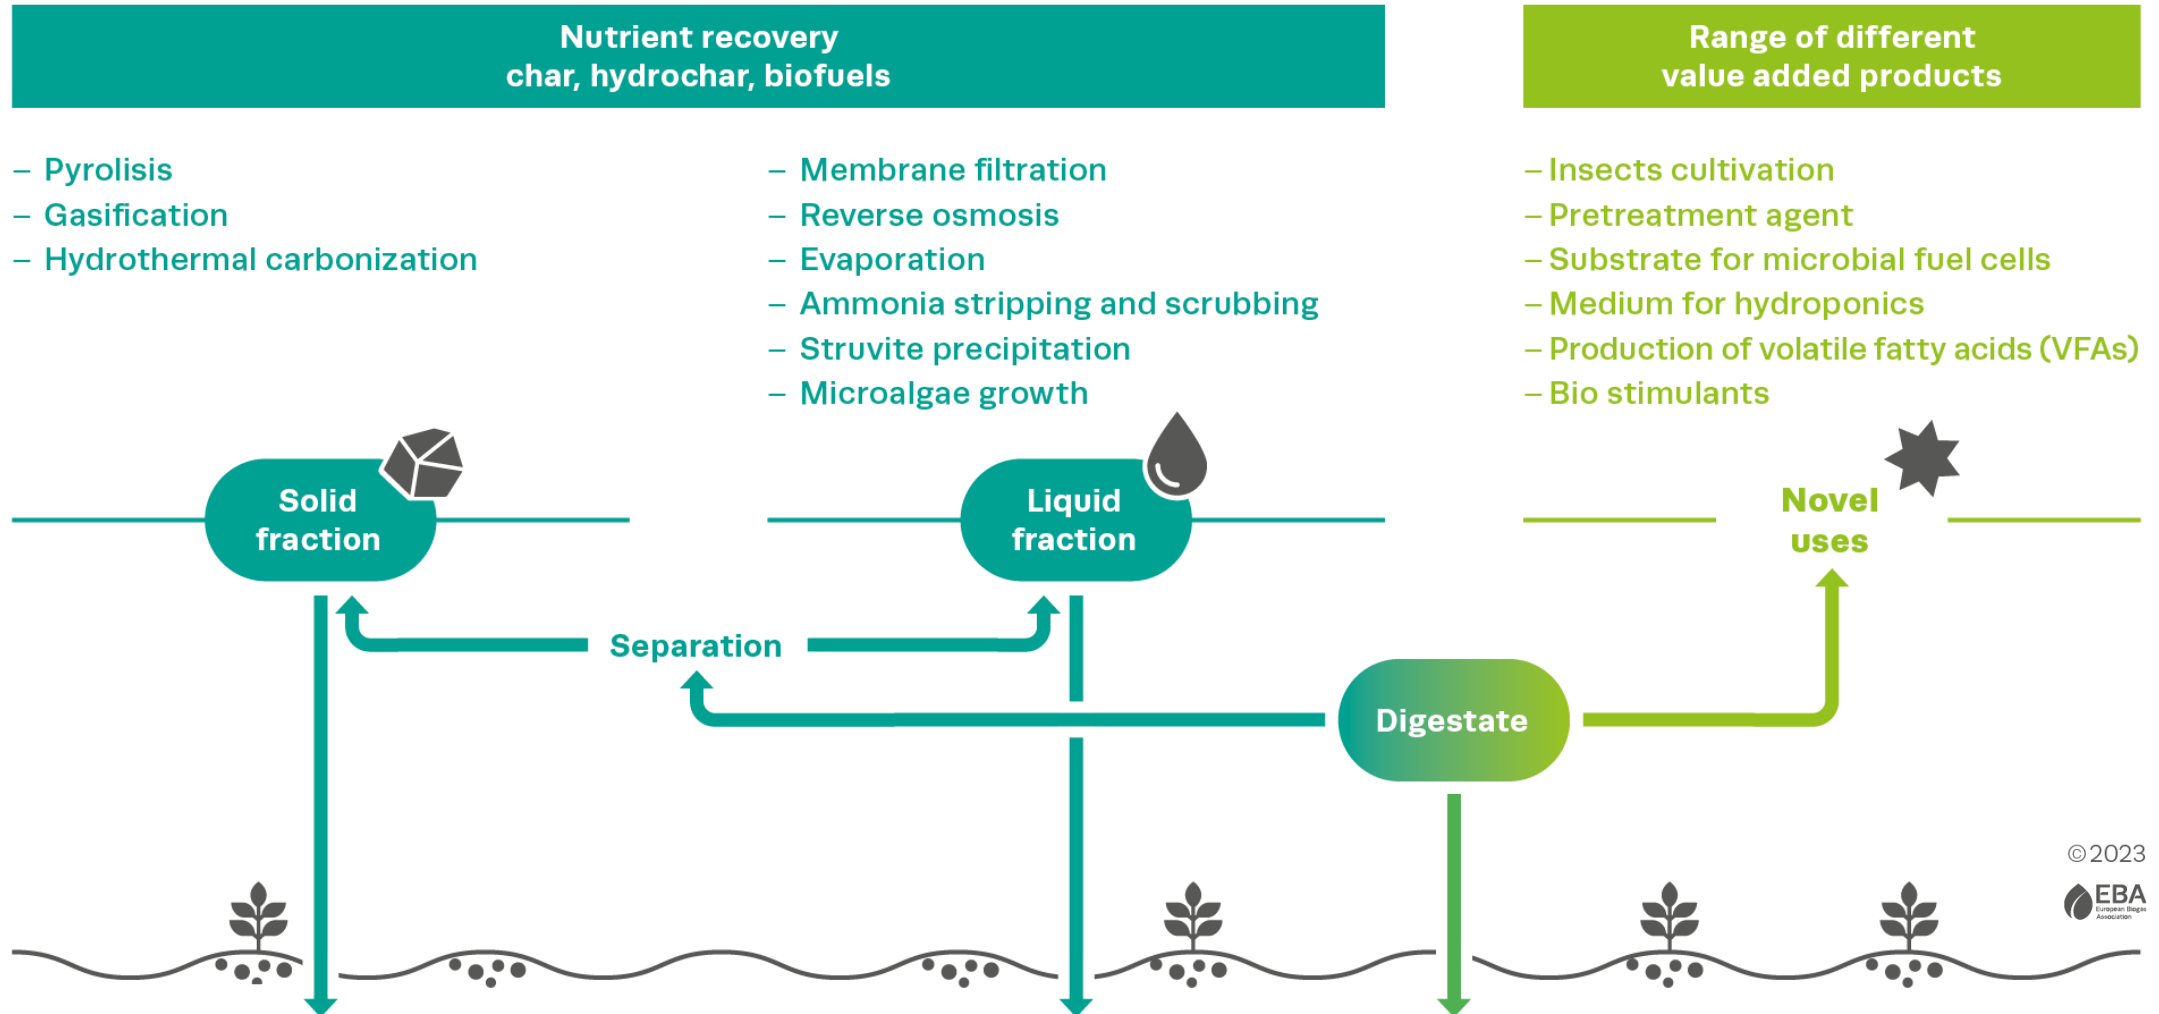 Nutrient recovery
char, hydrochar, biofuels
Range of different
value added products
– Pyrolisis
– Gasification
– Hydrothermal carbonization
– Membrane filtration
– Reverse osmosis
– Evaporation
– Ammonia stripping and scrubbing
– Struvite precipitation
– Microalgae growth
– Insects cultivation
– Pretreatment agent
– Substrate for microbial fuel cells
– Medium for hydroponics
– Production of volatile fatty acids (VFAs)
– Bio stimulants
Solid
fraction
Liquid
fraction
Novel
uses
Separation
Digestate
©2023
EBA
European Biogas
Association